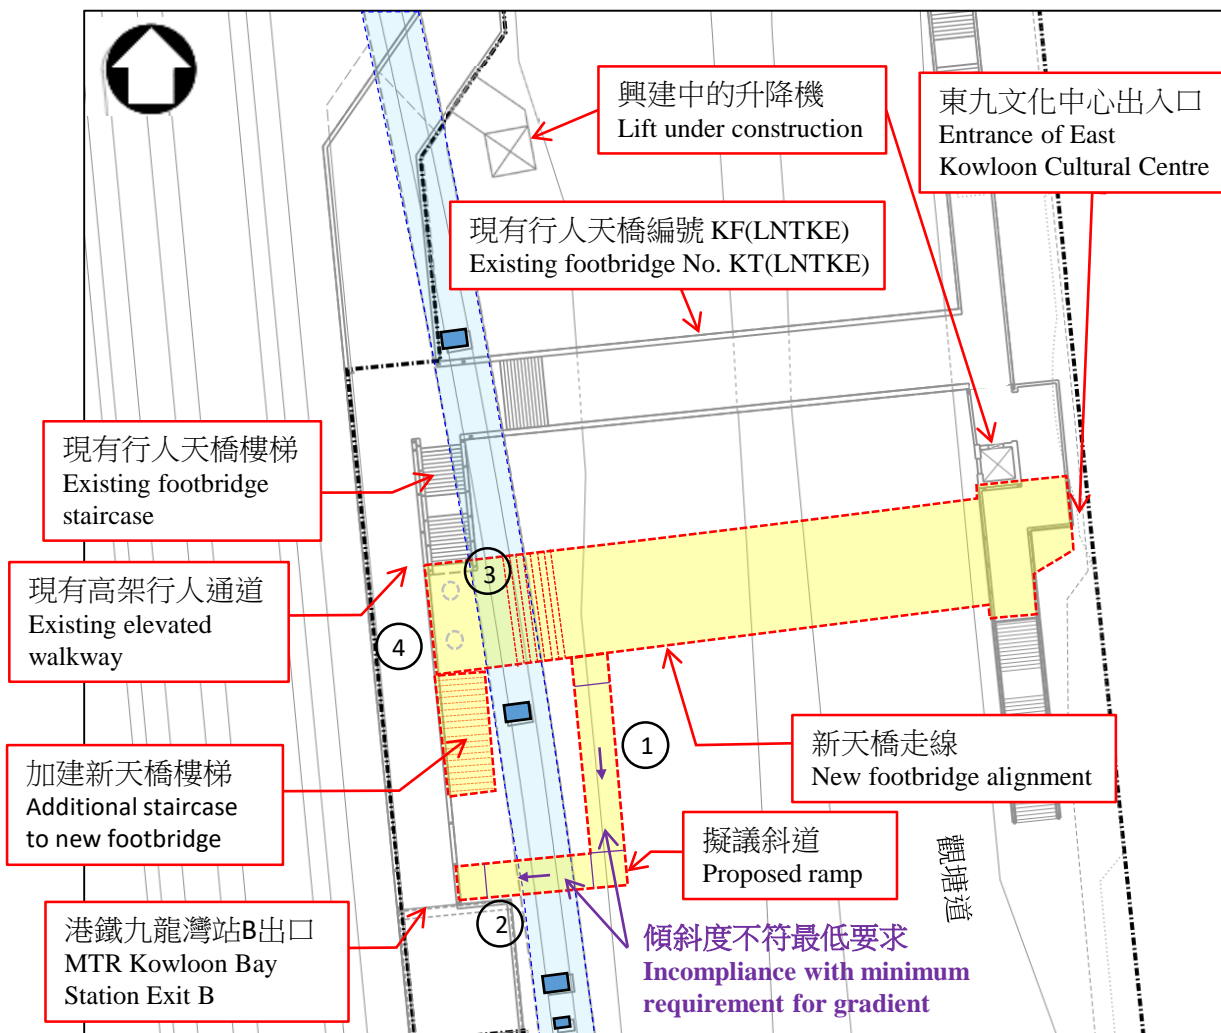 興建中的升降機
Lift under construction
東九文化中心出入口
Entrance of East
Kowloon Cultural Centre
現有行人天橋編號 KF(LNTKE)
Existing footbridge No. KT(LNTKE)
現有行人天橋樓梯
Existing footbridge
staircase
現有高架行人通道
Existing elevated
walkway
3
4
1
加建新天橋樓梯
Additional staircase
to new footbridge
新天橋走線
New footbridge alignment
擬議斜道
Proposed ramp
觀塘道
港鐵九龍灣站B出口
MTR Kowloon Bay
Station Exit B
2
傾斜度不符最低要求
Incompliance with minimum
requirement for gradient